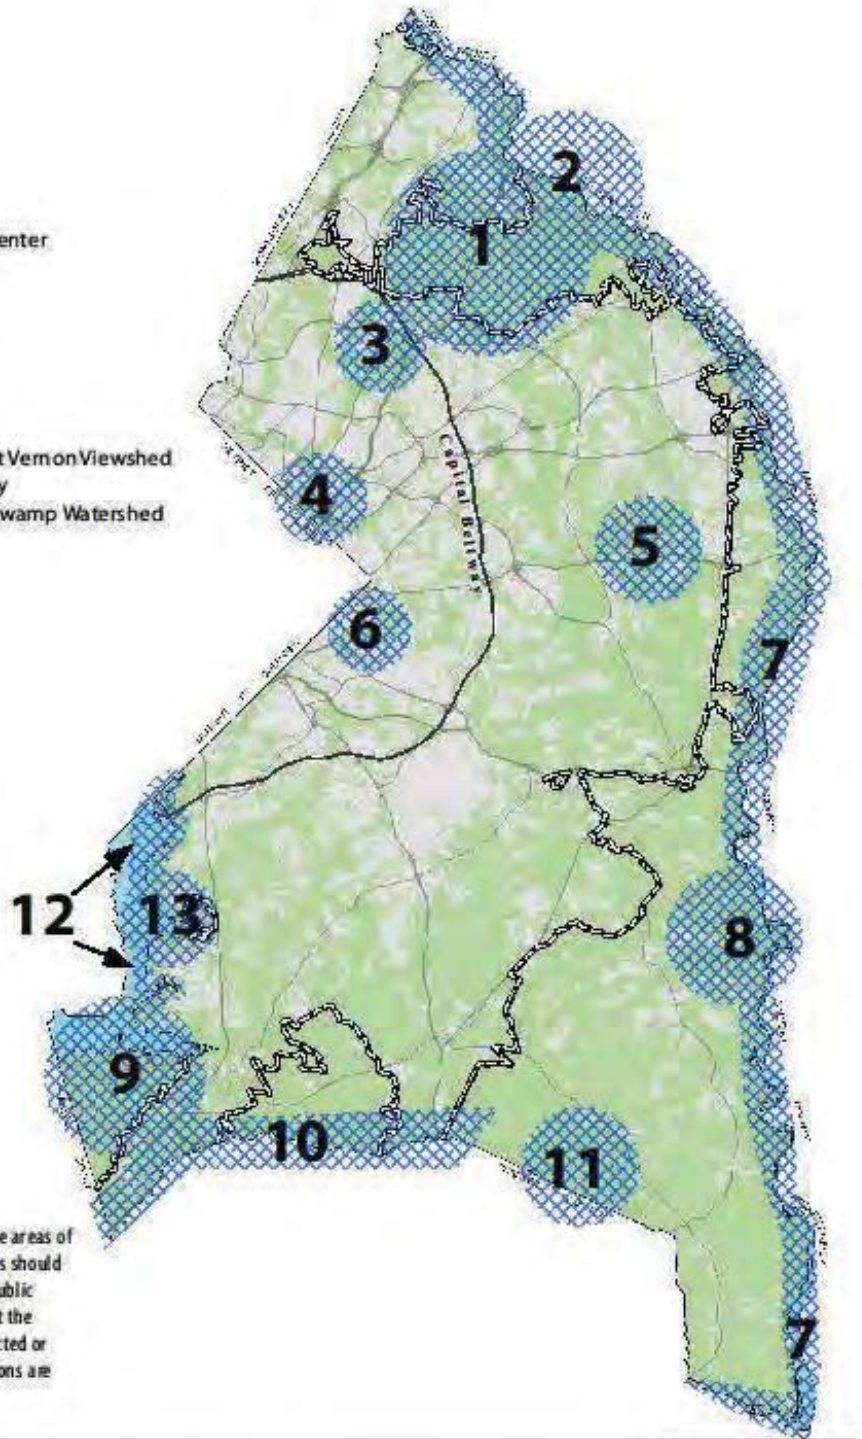 enter
t Vernon Viewshed
y
wamp Watershed
2
1
3
Capital Beltway
4
5
6
7
12
13
8
9
10
11
e areas of
s should
ublic
t the
cted or
ons are
7